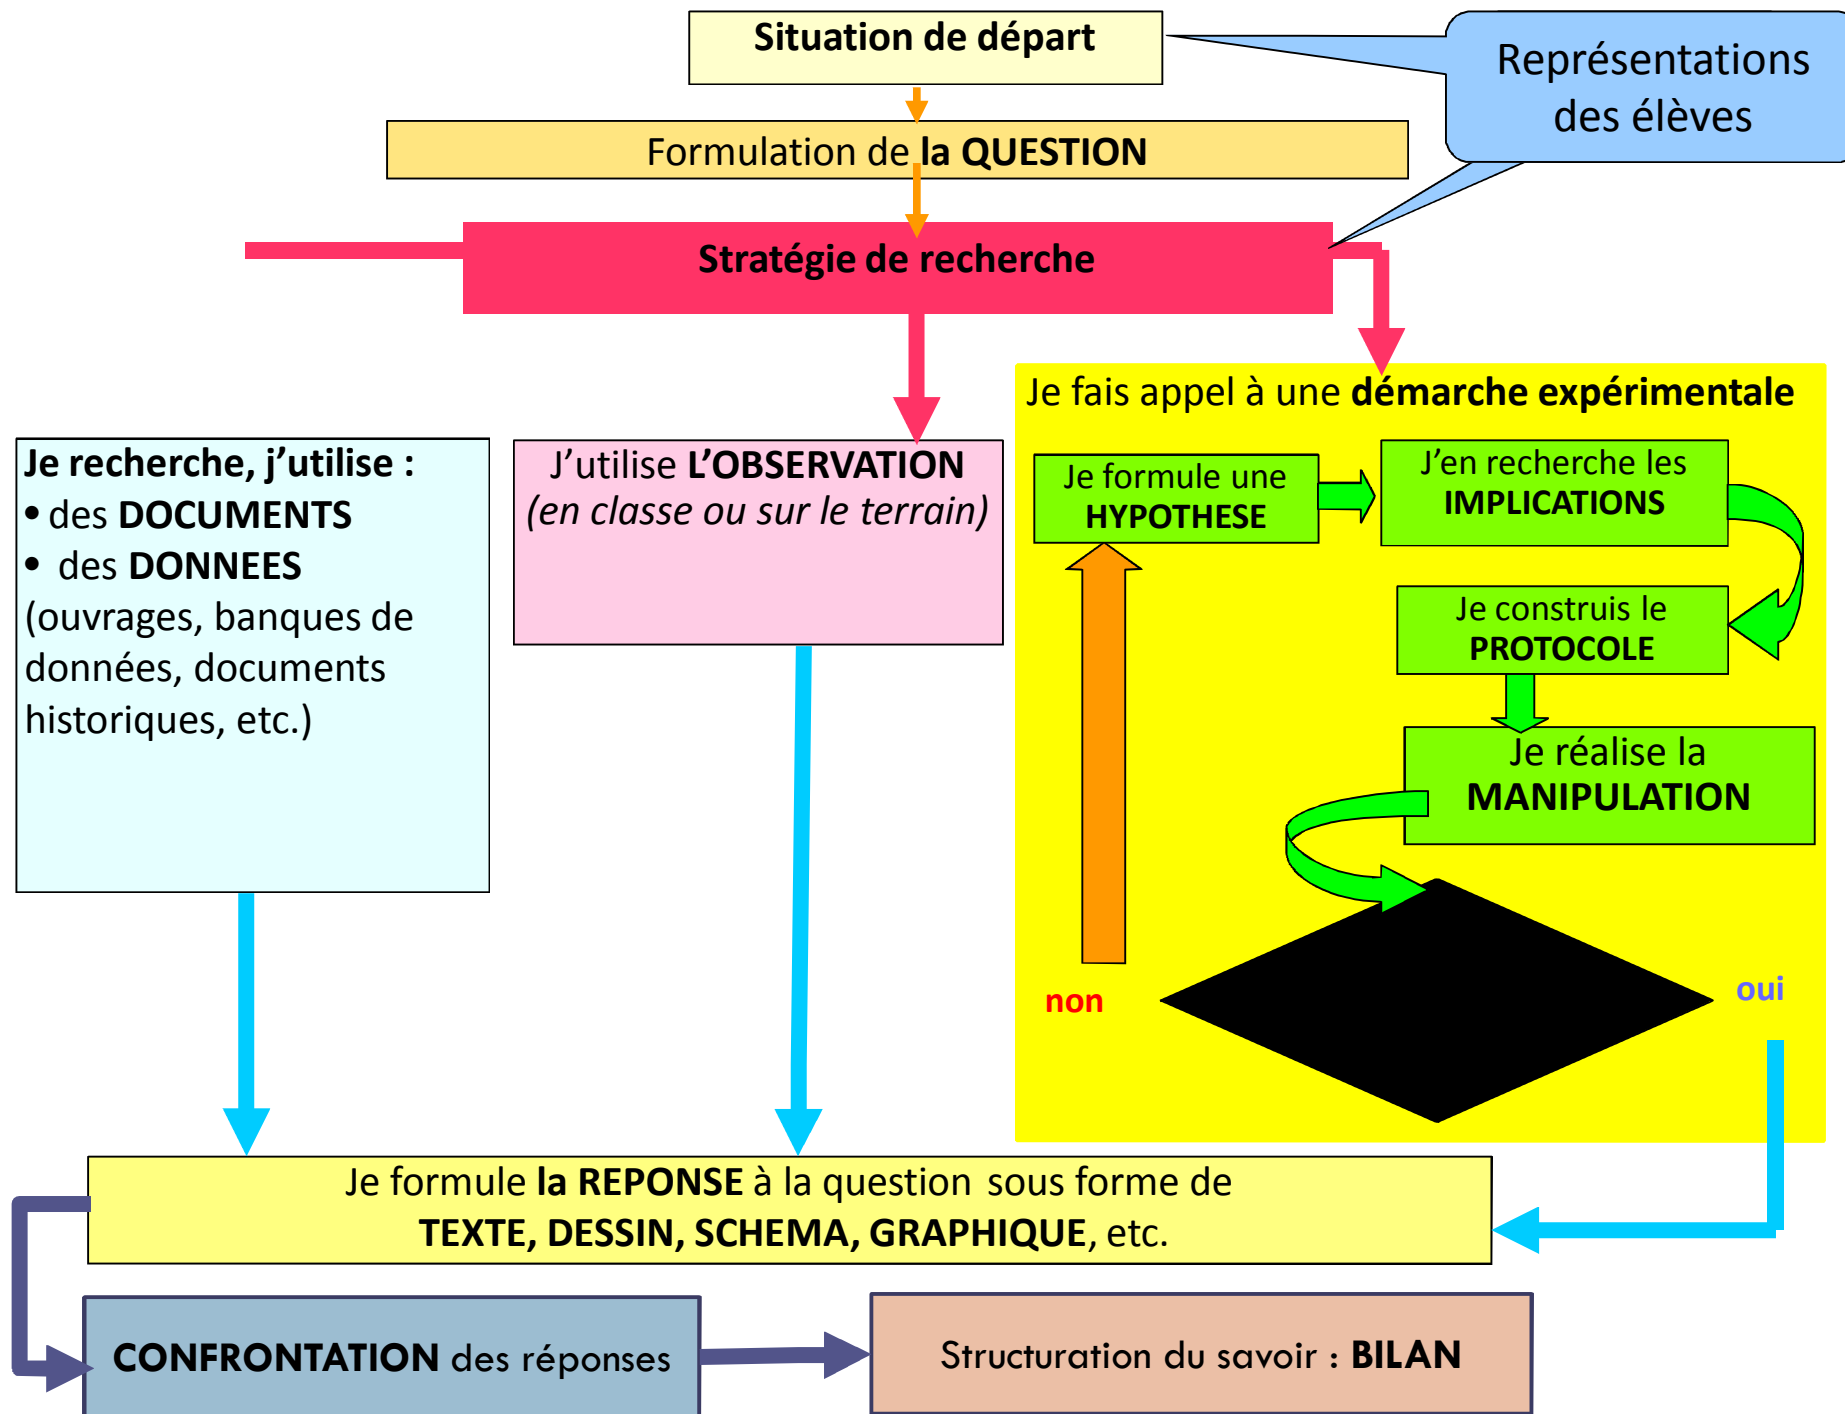 Situation de départ
Représentations
des élèves
Formulation de la QUESTION
Stratégie de recherche
Je recherche, j’utilise :
• des DOCUMENTS
• des DONNEES
(ouvrages, banques de
données, documents
historiques, etc.)
J’utilise L’OBSERVATION
(en classe ou sur le terrain)
Je fais appel à une démarche expérimentale
Je formule une
HYPOTHESE
J’en recherche les
IMPLICATIONS
Je construis le
PROTOCOLE
Je réalise la
MANIPULATION
non
oui
Je formule la REPONSE à la question sous forme de
TEXTE, DESSIN, SCHEMA, GRAPHIQUE, etc.
CONFRONTATION des réponses
Structuration du savoir : BILAN